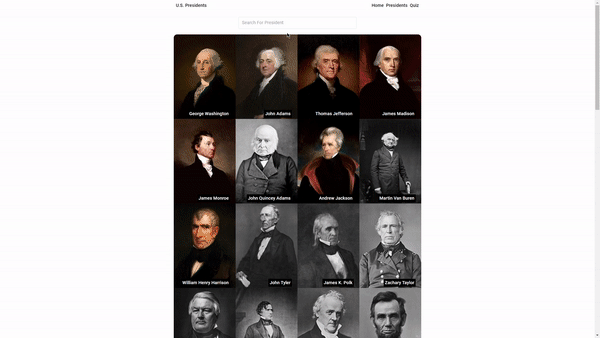 U.S. Presidents
Home Presidents Quiz
Search For President
George Washington
John Adams
Thomas Jefferson
James Madison
James Monroe
John Quincey Adams
Andrew Jackson
Martin Van Buren
William Henry Harrison
John Tyler
James K. Polk
Zachary Taylor